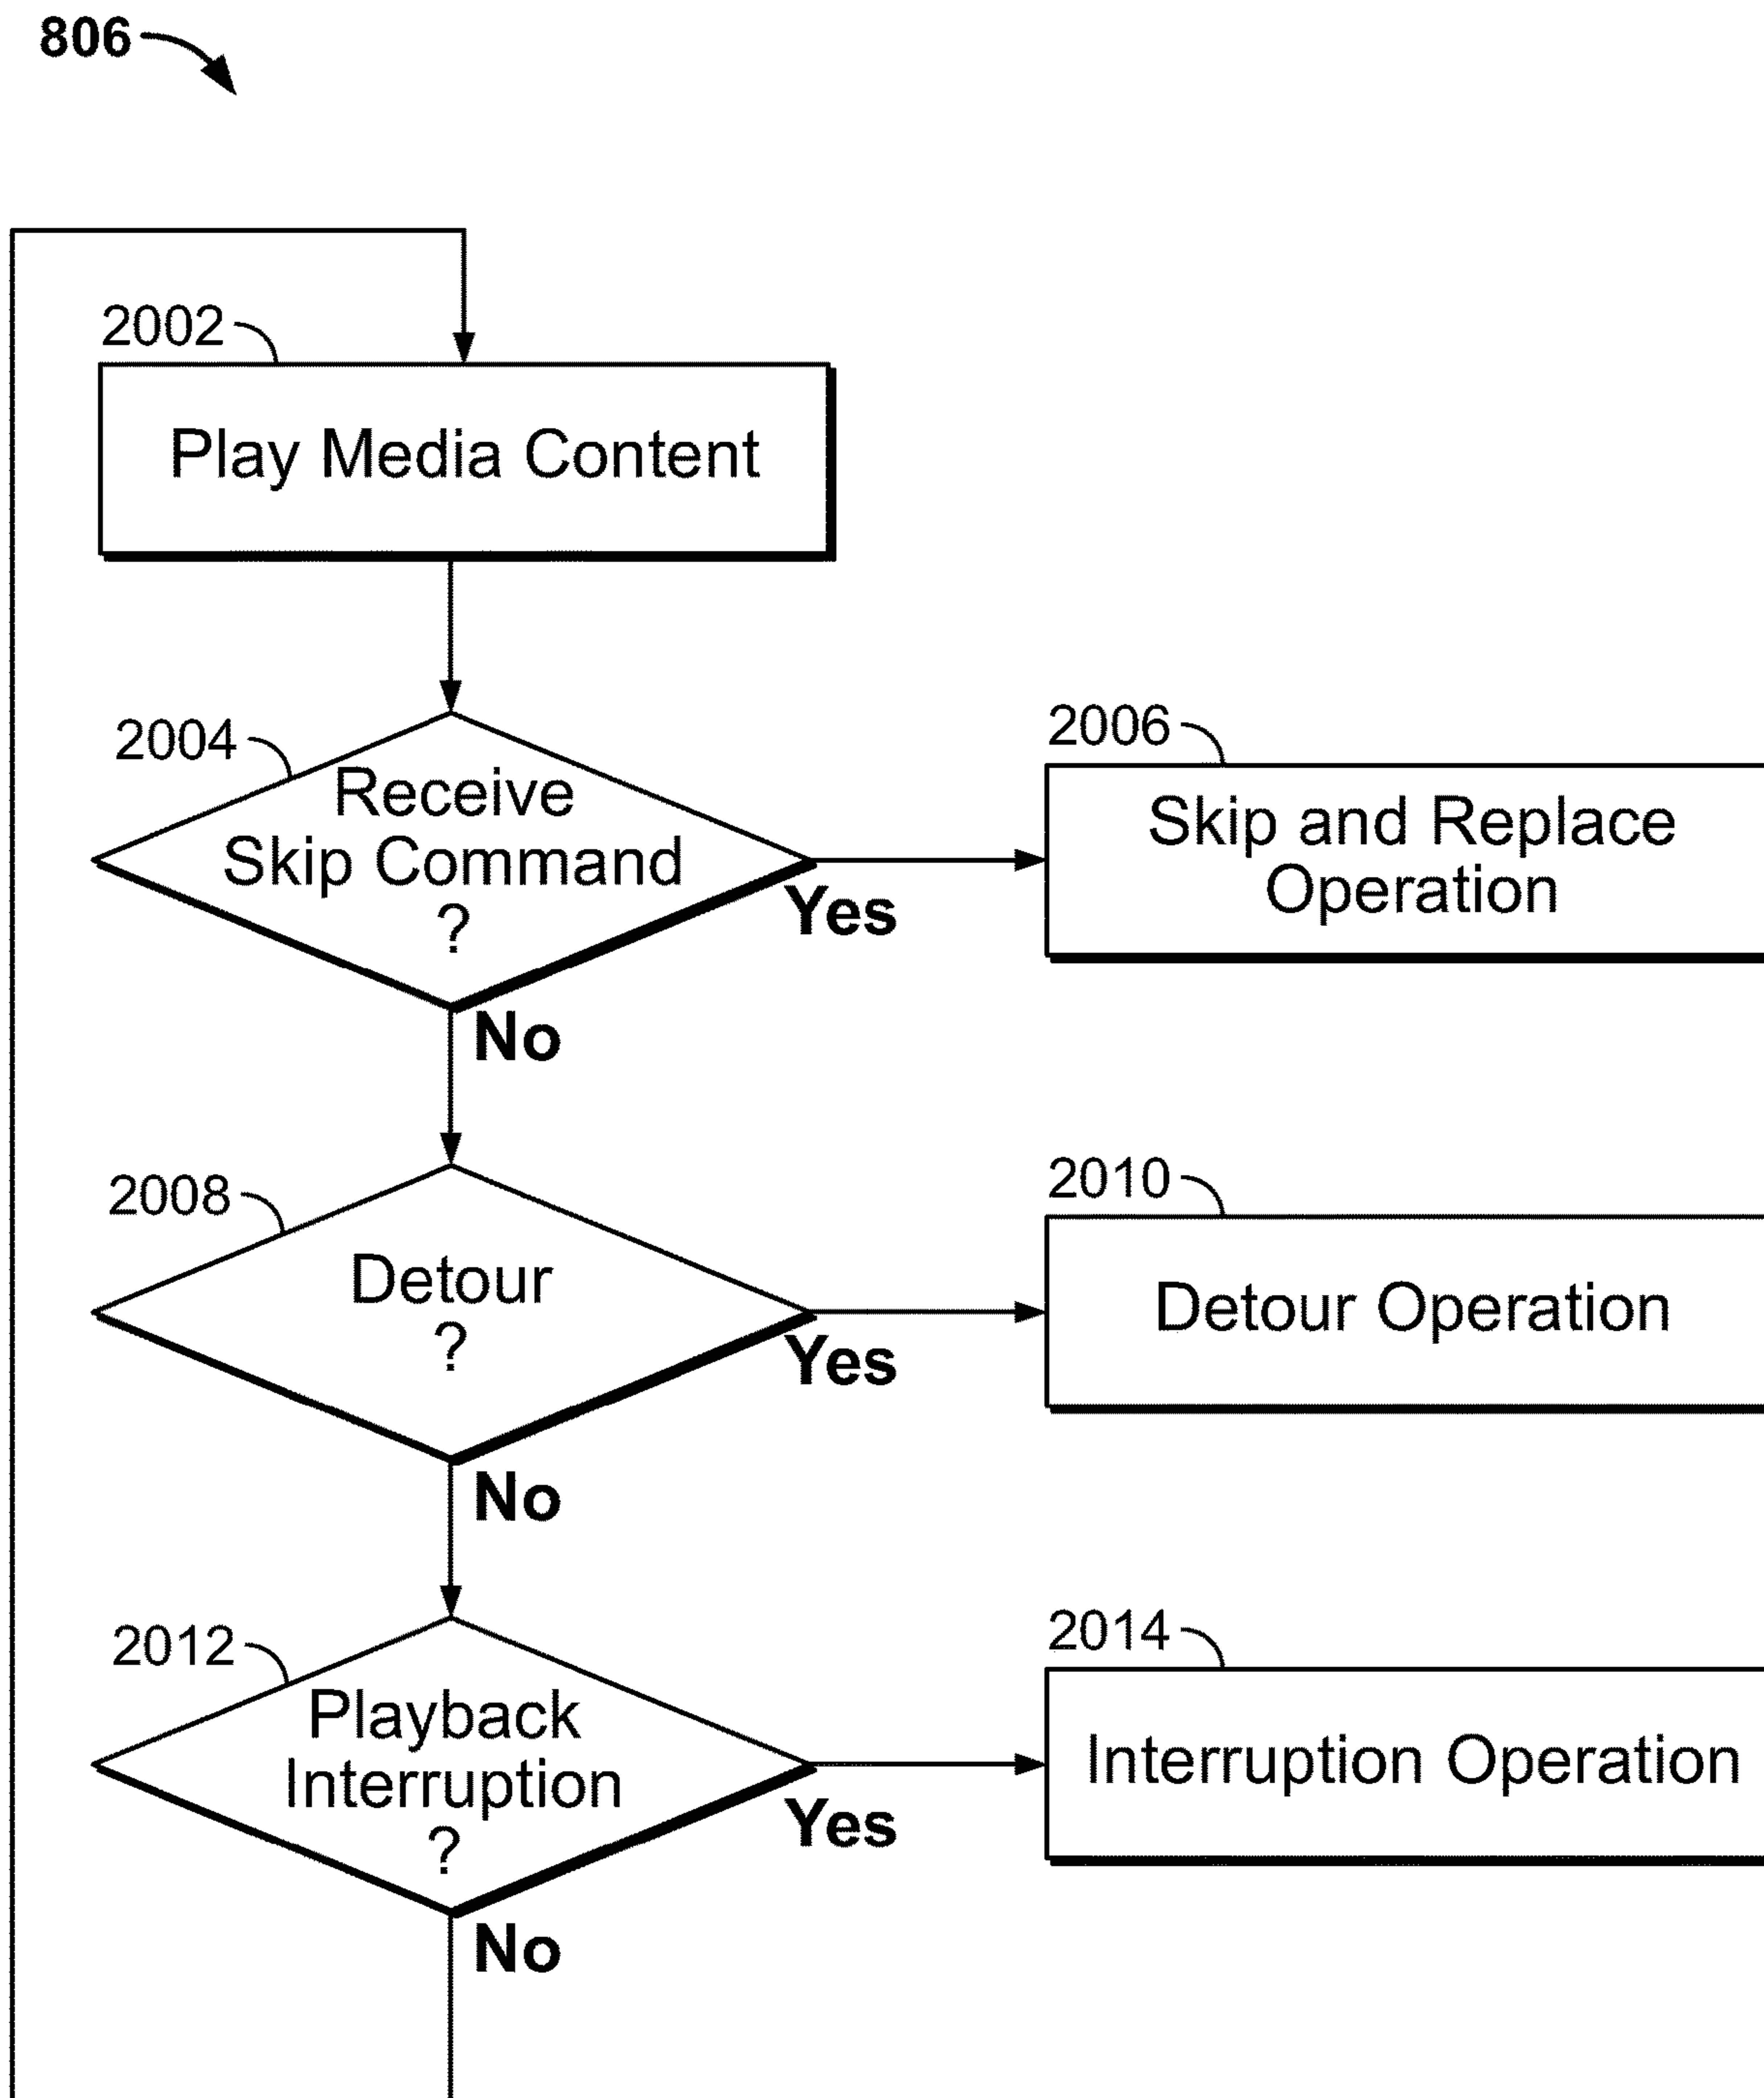 806
2002
Play Media Content
2004
Receive
Skip Command
?
Yes
No
2006
Skip and Replace
Operation
2008
Detour
?
Yes
No
2010
Detour Operation
2012
Playback
Interruption
?
Yes
No
2014
Interruption Operation